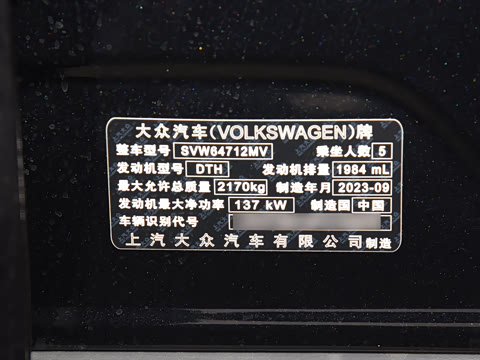 大众汽车(VOLKSWAGEN)牌
整车型号 SVW64712MV 乘坐人数 5
发动机型号 DTH 发动机排量 1984 mL
最大允许总质量 2170kg 制造年月 2023-09
发动机最大净功率 137 kW 制造国 中国
车辆识别代号
上汽大众汽车有限公司制造